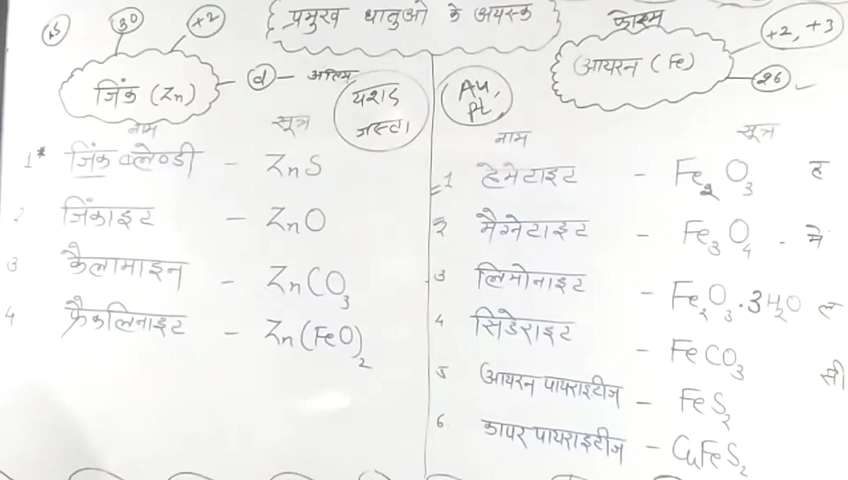 प्रमुख धातुओ के अयस्क
30
+2
जिंक (Zn)
d — अन्तिम
यशद
जस्ता
नाम
सूत्र
1* जिंक ब्लेण्डी – ZnS
2 जिंकाइट – ZnO
3 कैलामाइन – ZnCO₃
4 फ्रैंकलिनाइट – Zn(FeO)₂
Au,
Pt
आयरन (Fe)
+2, +3
26
नाम
सूत्र
1 हेमेटाइट – Fe₂O₃ ह
2 मैग्नेटाइट – Fe₃O₄ - मे
3 लिमोनाइट – Fe₂O₃.3H₂O ल
4 सिडेराइट – FeCO₃ सी
5 आयरन पायराइटीज – FeS₂
6 कापर पायराइटीज – CuFeS₂